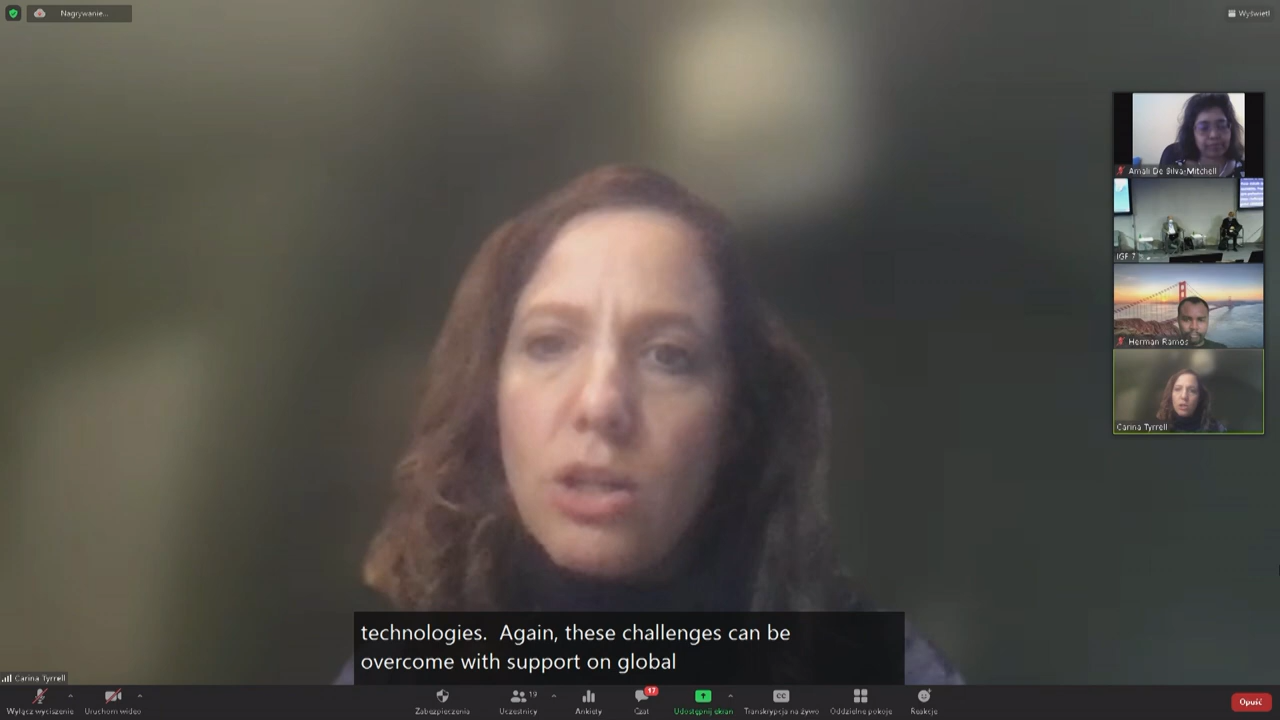 Nagrywanie...
Wyświetl
Amali De Silva-Mitchell
IGF 7
Herman Ramos
Carina Tyrrell
technologies.  Again, these challenges can be
overcome with support on global
Carina Tyrrell
Wyłącz wyciszenie
Uruchom wideo
Zabezpieczenia
Uczestnicy
19
Ankiety
Czat
17
Udostępnij ekran
CC
Transkrypcja na żywo
Oddzielne pokoje
Reakcje
Opuść